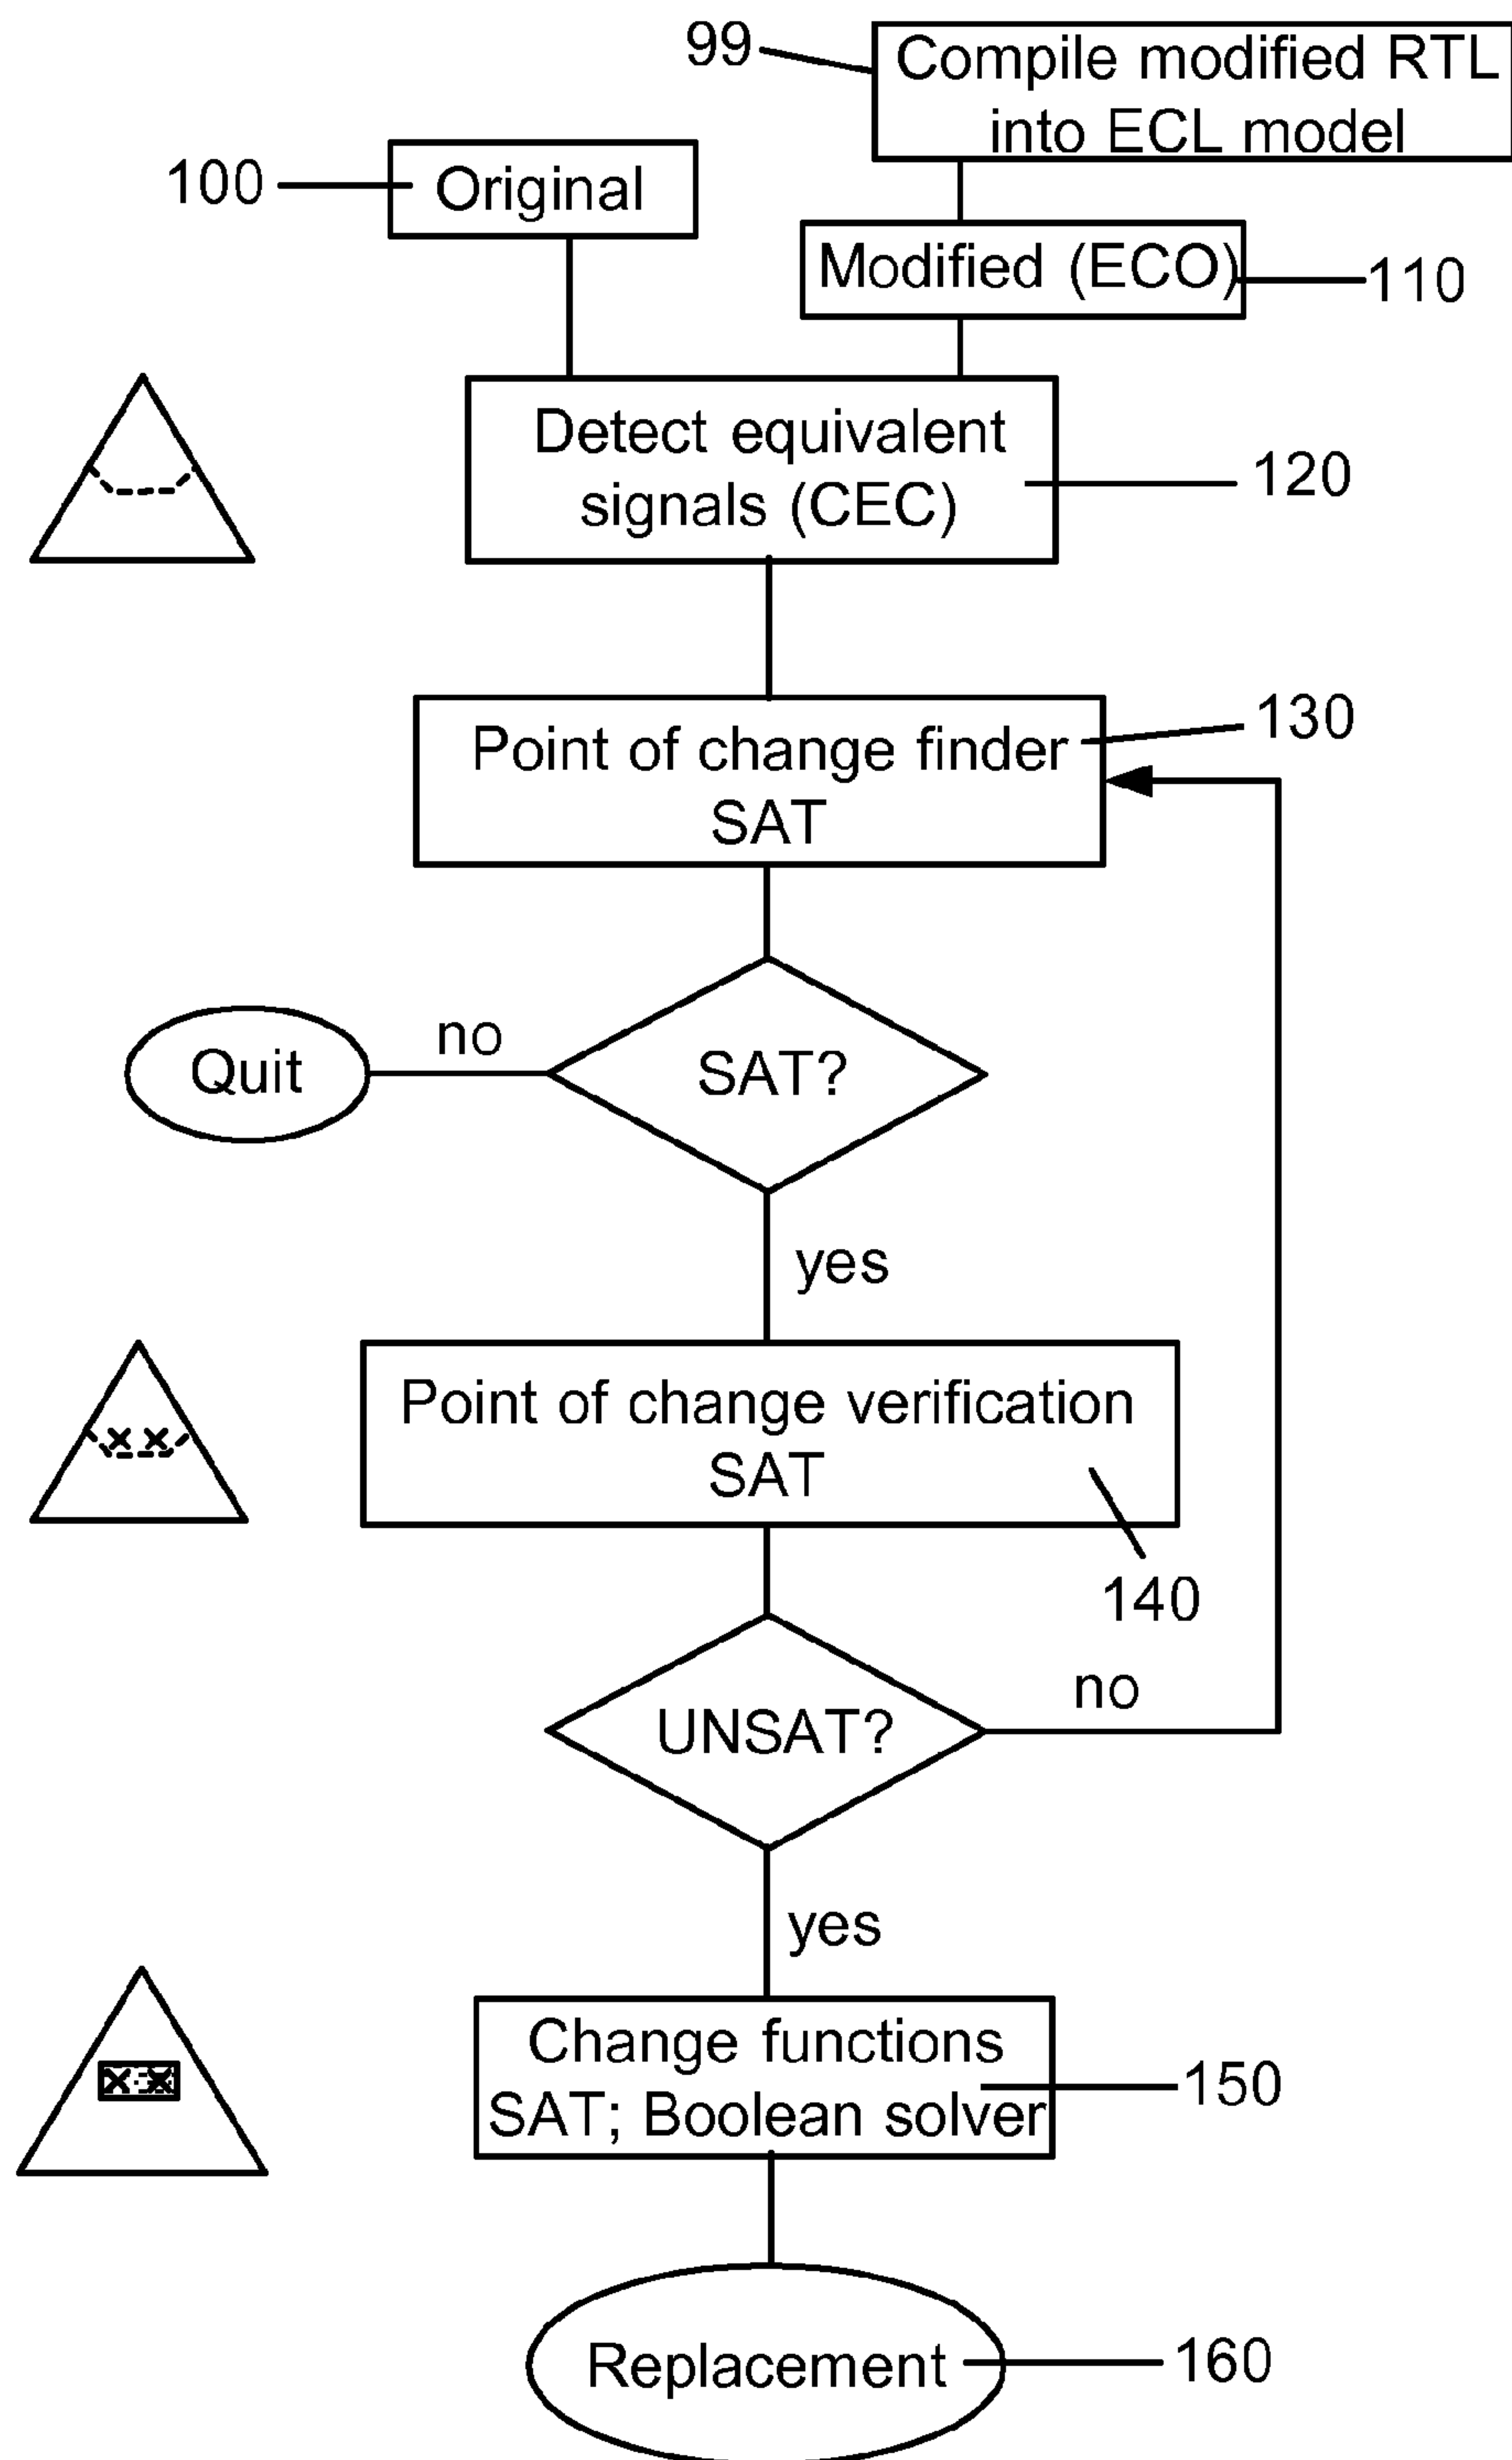 99
Compile modified RTL
into ECL model
100
Original
Modified (ECO)
110
Detect equivalent
signals (CEC)
120
Point of change finder
SAT
130
Quit
no
SAT?
yes
Point of change verification
SAT
140
UNSAT?
no
yes
Change functions
SAT; Boolean solver
150
Replacement
160